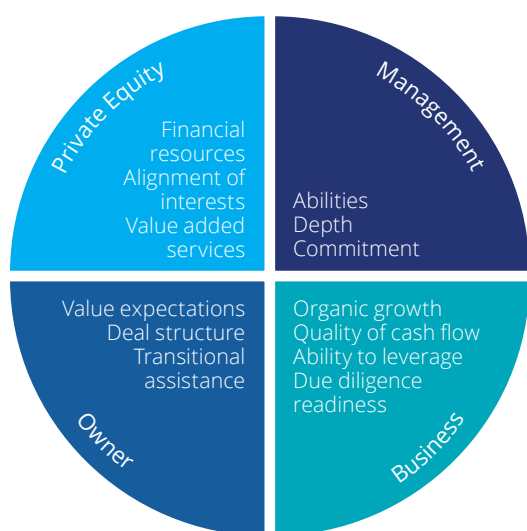 Private Equity
Financial
resources
Alignment of
interests
Value added
services
Management
Abilities
Depth
Commitment
Value expectations
Deal structure
Transitional
assistance
Owner
Organic growth
Quality of cash flow
Ability to leverage
Due diligence
readiness
Business